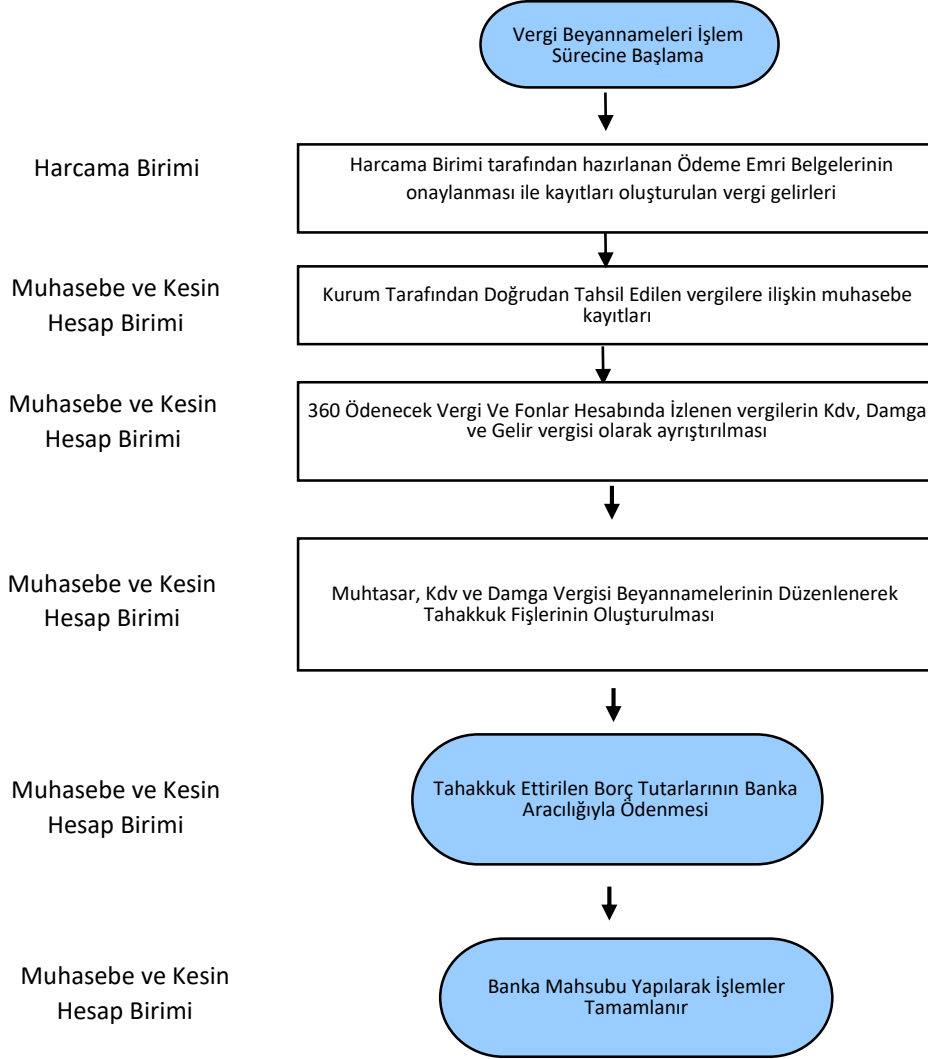 Vergi Beyannameleri İşlem
Sürecine Başlama
Harcama Birimi
Harcama Birimi tarafından hazırlanan Ödeme Emri Belgelerinin
onaylanması ile kayıtları oluşturulan vergi gelirleri
Muhasebe ve Kesin
Hesap Birimi
Kurum Tarafından Doğrudan Tahsil Edilen vergilere ilişkin muhasebe
kayıtları
Muhasebe ve Kesin
Hesap Birimi
360 Ödenecek Vergi Ve Fonlar Hesabında İzlenen vergilerin Kdv, Damga
ve Gelir vergisi olarak ayrıştırılması
Muhasebe ve Kesin
Hesap Birimi
Muhtasar, Kdv ve Damga Vergisi Beyannamelerinin Düzenlenerek
Tahakkuk Fişlerinin Oluşturulması
Muhasebe ve Kesin
Hesap Birimi
Tahakkuk Ettirilen Borç Tutarlarının Banka
Aracılığıyla Ödenmesi
Muhasebe ve Kesin
Hesap Birimi
Banka Mahsubu Yapılarak İşlemler
Tamamlanır